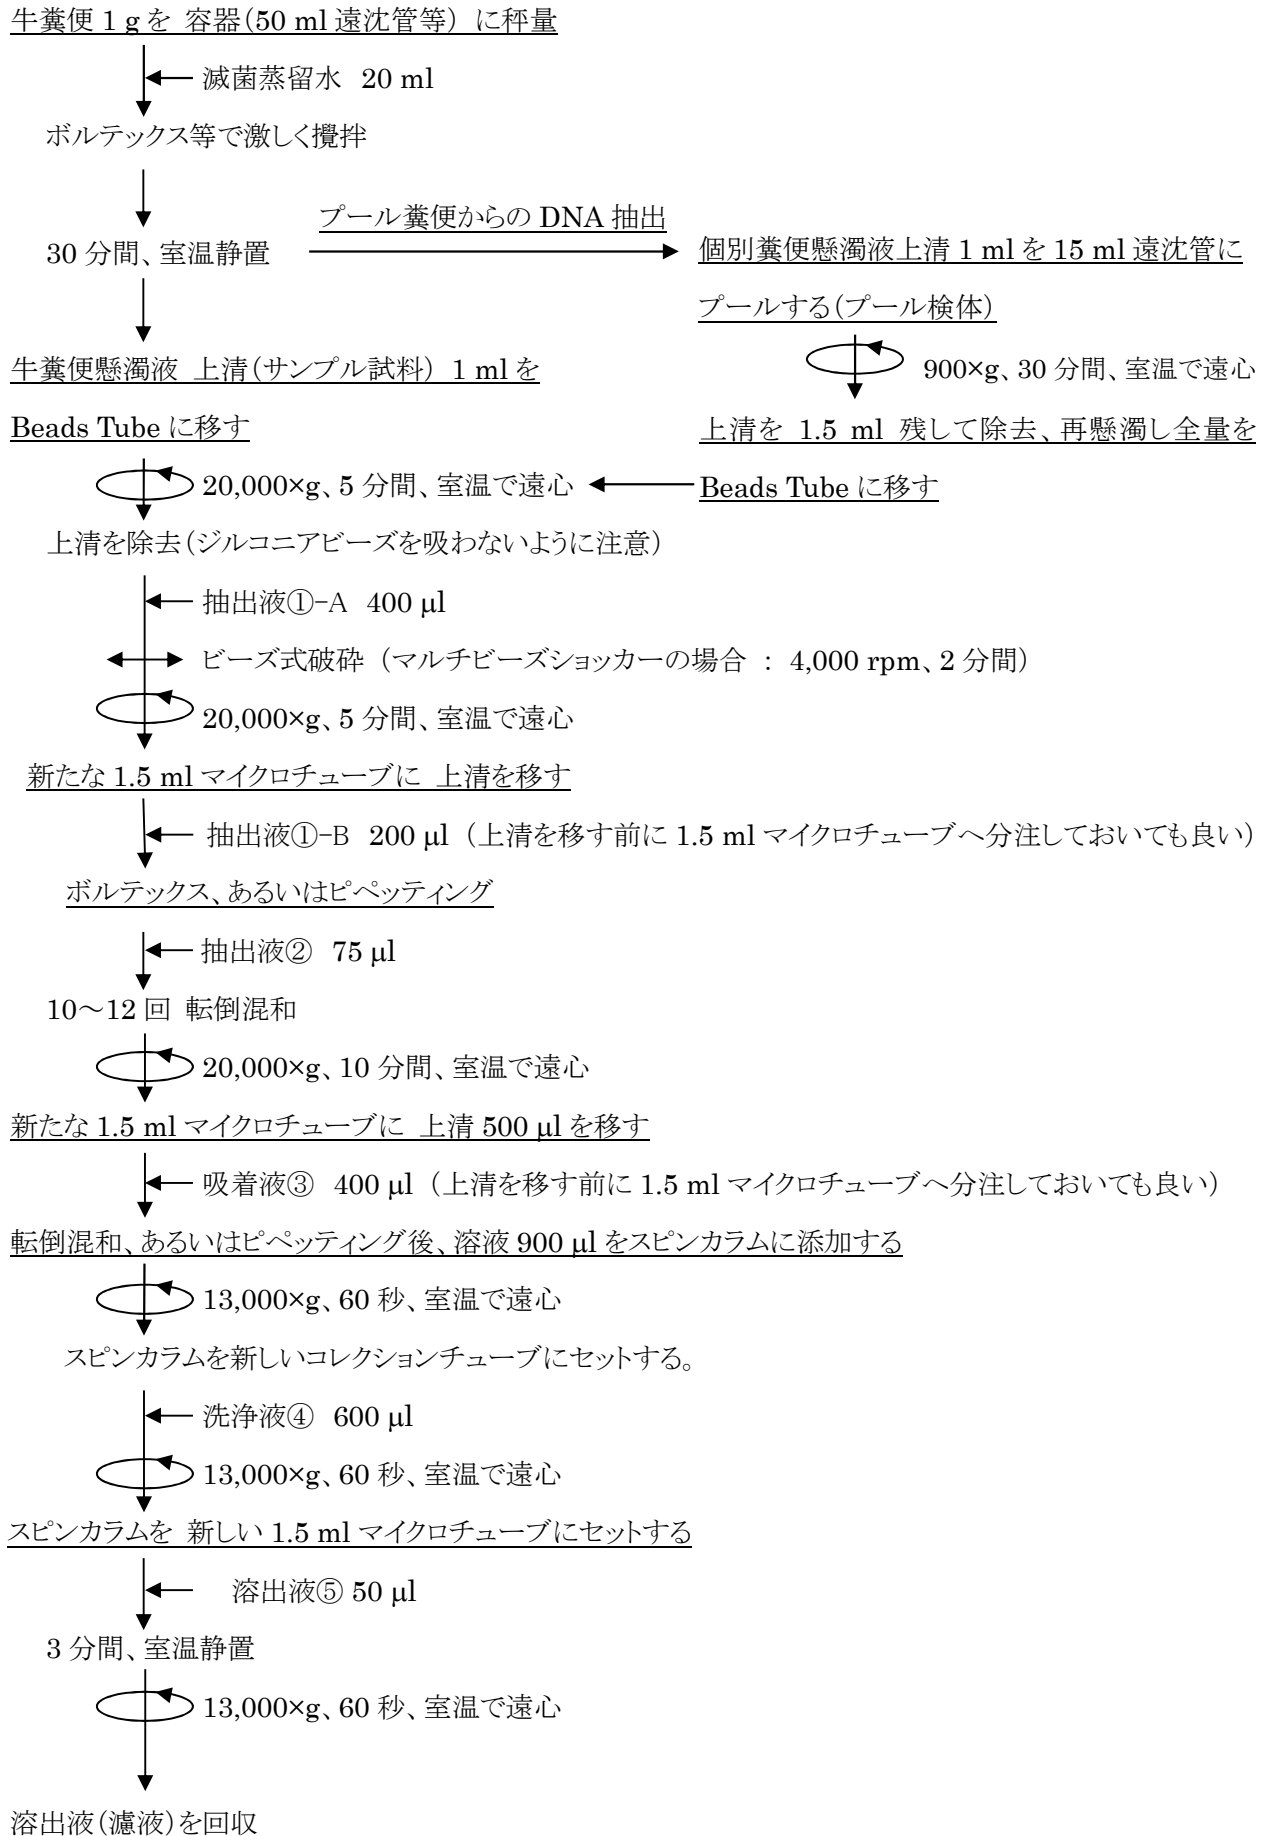 牛糞便 1 g を 容器（50 ml 遠沈管等） に秤量
滅菌蒸留水 20 ml
ボルテックス等で激しく攪拌
プール糞便からの DNA 抽出
30 分間、室温静置
個別糞便懸濁液上清 1 ml を 15 ml 遠沈管に
プールする（プール検体）
900×g、30 分間、室温で遠心
上清を 1.5 ml 残して除去、再懸濁し全量を
Beads Tube に移す
牛糞便懸濁液 上清（サンプル試料） 1 ml を
Beads Tube に移す
20,000×g、5 分間、室温で遠心
上清を除去（ジルコニアビーズを吸わないように注意）
抽出液①-A 400 µl
ビーズ式破砕 （マルチビーズショッカーの場合 ： 4,000 rpm、2 分間）
20,000×g、5 分間、室温で遠心
新たな 1.5 ml マイクロチューブに 上清を移す
抽出液①-B 200 µl （上清を移す前に 1.5 ml マイクロチューブへ分注しておいても良い）
ボルテックス、あるいはピペッティング
抽出液② 75 µl
10～12 回 転倒混和
20,000×g、10 分間、室温で遠心
新たな 1.5 ml マイクロチューブに 上清 500 µl を移す
吸着液③ 400 µl （上清を移す前に 1.5 ml マイクロチューブへ分注しておいても良い）
転倒混和、あるいはピペッティング後、溶液 900 µl をスピンカラムに添加する
13,000×g、60 秒、室温で遠心
スピンカラムを新しいコレクションチューブにセットする。
洗浄液④ 600 µl
13,000×g、60 秒、室温で遠心
スピンカラムを 新しい 1.5 ml マイクロチューブにセットする
溶出液⑤ 50 µl
3 分間、室温静置
13,000×g、60 秒、室温で遠心
溶出液（濾液）を回収